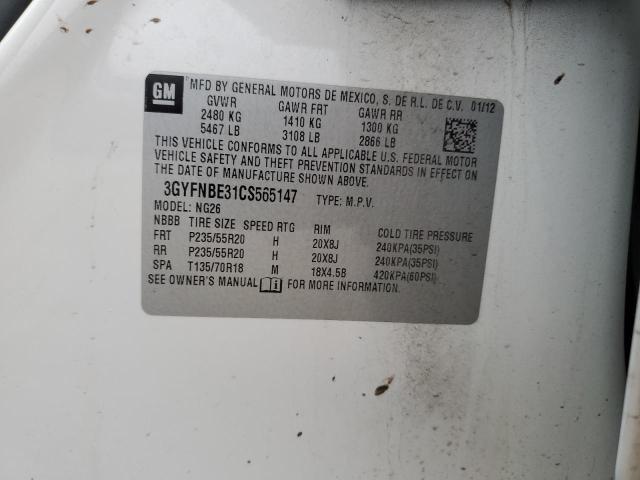 GM
MFD BY GENERAL MOTORS DE MEXICO, S. DE R.L. DE C.V. 01/12
GVWR GAWR FRT GAWR RR
2480 KG 1410 KG 1300 KG
5467 LB 3108 LB 2866 LB
THIS VEHICLE CONFORMS TO ALL APPLICABLE U.S. FEDERAL MOTOR
VEHICLE SAFETY AND THEFT PREVENTION STANDARDS IN EFFECT ON
THE DATE OF MANUFACTURE SHOWN ABOVE.
3GYFNBE31CS565147 TYPE: M.P.V.
MODEL: NG26
NBBB TIRE SIZE SPEED RTG RIM COLD TIRE PRESSURE
FRT P235/55R20 H 20X8J 240KPA(35PSI)
RR P235/55R20 H 20X8J 240KPA(35PSI)
SPA T135/70R18 M 18X4.5B 420KPA(60PSI)
SEE OWNER'S MANUAL FOR MORE INFORMATION.